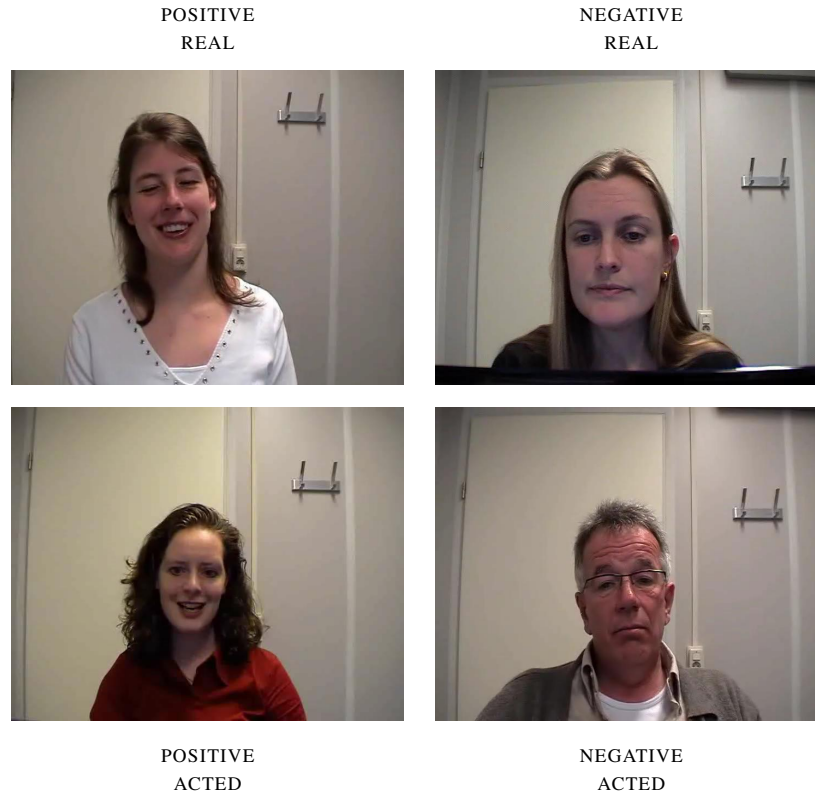 POSITIVE
REAL
NEGATIVE
REAL
POSITIVE
ACTED
NEGATIVE
ACTED